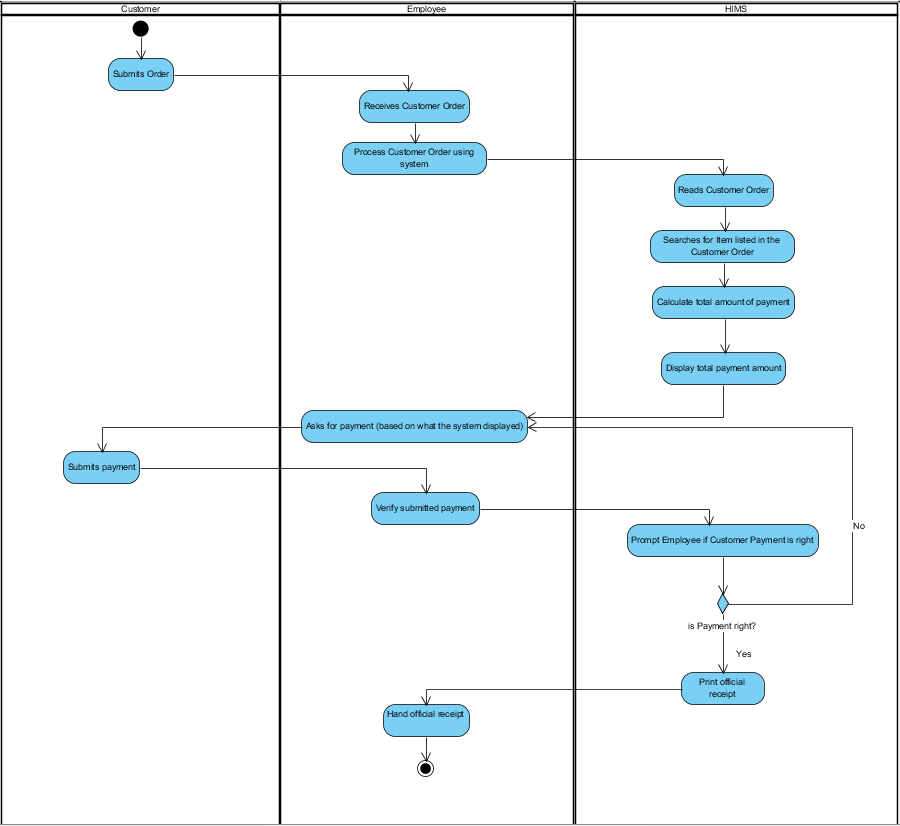 Customer
Employee
HIMS
Submits Order
Receives Customer Order
Process Customer Order using
system
Reads Customer Order
Searches for Item listed in the
Customer Order
Calculate total amount of payment
Display total payment amount
Asks for payment (based on what the system displayed)
Submits payment
Verify submitted payment
No
Prompt Employee if Customer Payment is right
is Payment right?
Yes
Print official
receipt
Hand official receipt